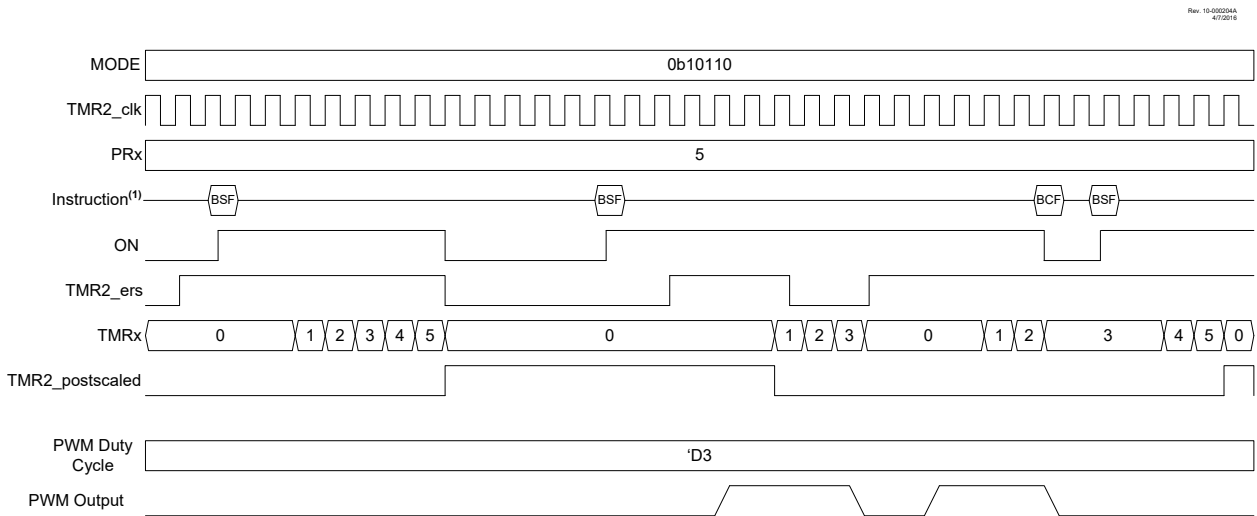 Rev. 10-000204A
4/7/2016
MODE 0b10110
TMR2_clk
PRx 5
Instruction(1) BSF BSF BCF BSF
ON
TMR2_ers
TMRx 0 1 2 3 4 5 0 1 2 3 0 1 2 3 4 5 0
TMR2_postscaled
PWM Duty
Cycle
‘D3
PWM Output